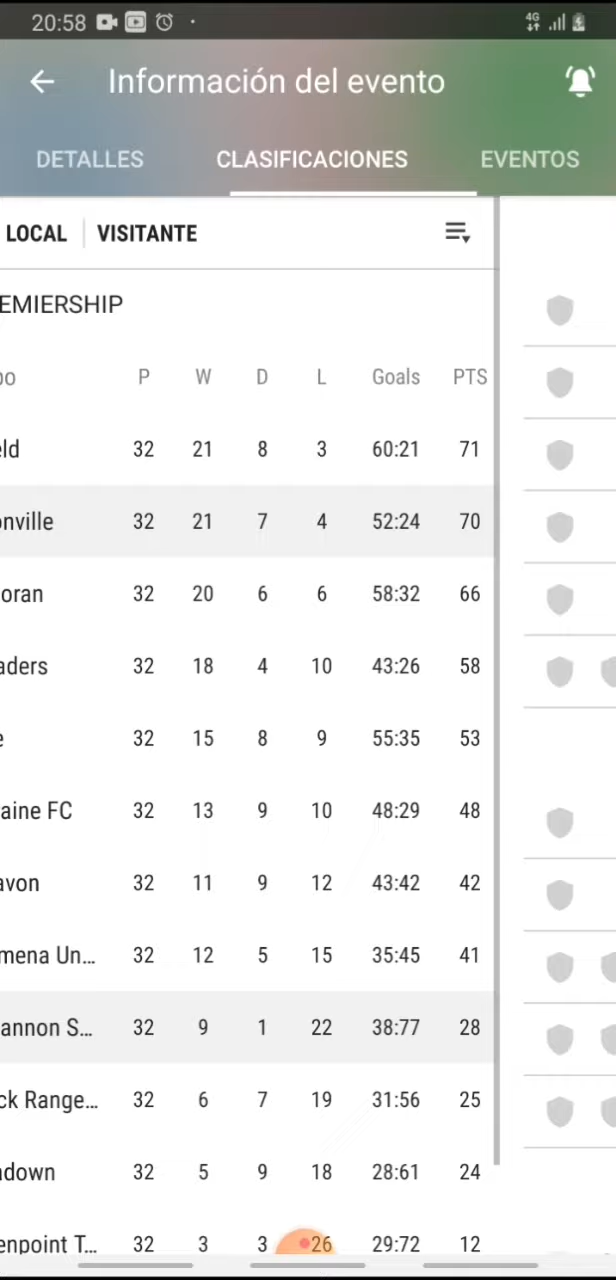 20:58 4G
Información del evento
DETALLES CLASIFICACIONES EVENTOS
LOCAL VISITANTE
EMIERSHIP
po P W D L Goals PTS
eld 32 21 8 3 60:21 71
onville 32 21 7 4 52:24 70
oran 32 20 6 6 58:32 66
aders 32 18 4 10 43:26 58
e 32 15 8 9 55:35 53
aine FC 32 13 9 10 48:29 48
avon 32 11 9 12 43:42 42
mena Un... 32 12 5 15 35:45 41
annon S... 32 9 1 22 38:77 28
ck Range... 32 6 7 19 31:56 25
ndown 32 5 9 18 28:61 24
enpoint T... 32 3 3 26 29:72 12